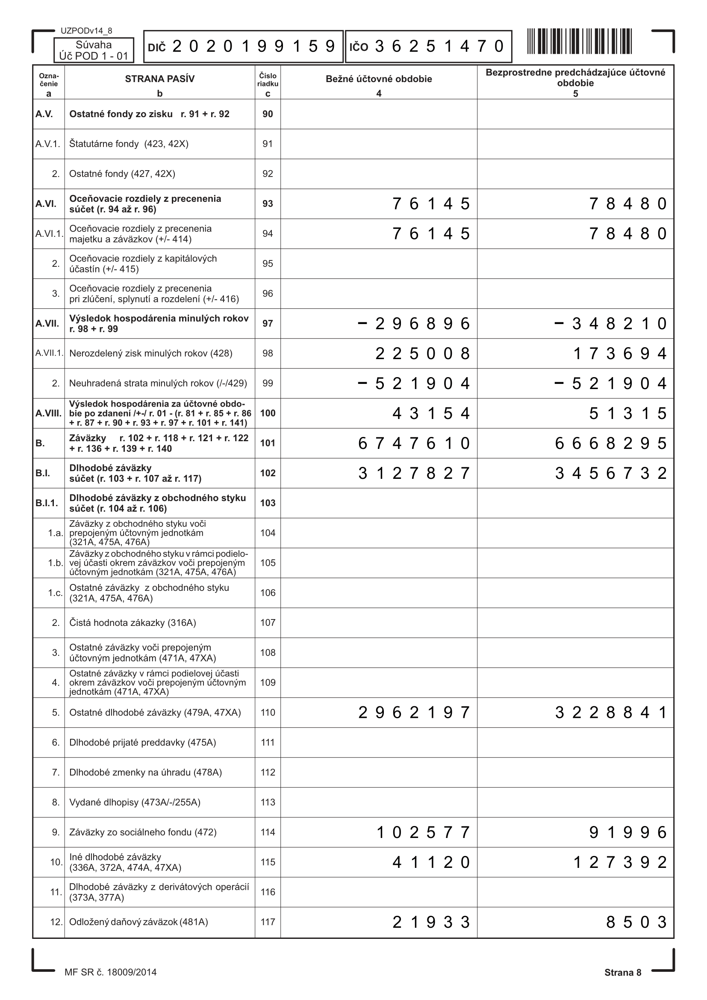 UZPODv14_8
Súvaha
Úč POD 1 - 01
DIČ 2020199159 IČO 36251470
Ozna-
čenie
a
STRANA PASÍV
b
Číslo
riadku
c
Bežné účtovné obdobie
4
Bezprostredne predchádzajúce účtovné
obdobie
5
A.V. Ostatné fondy zo zisku r. 91 + r. 92 90
A.V.1. Štatutárne fondy (423, 42X) 91
2. Ostatné fondy (427, 42X) 92
A.VI. Oceňovacie rozdiely z precenenia
súčet (r. 94 až r. 96) 93 76145 78480
A.VI.1. Oceňovacie rozdiely z precenenia
majetku a záväzkov (+/- 414) 94 76145 78480
2. Oceňovacie rozdiely z kapitálových
účastín (+/- 415) 95
3. Oceňovacie rozdiely z precenenia
pri zlúčení, splynutí a rozdelení (+/- 416) 96
A.VII. Výsledok hospodárenia minulých rokov
r. 98 + r. 99 97 -296896 -348210
A.VII.1. Nerozdelený zisk minulých rokov (428) 98 225008 173694
2. Neuhradená strata minulých rokov (/-/429) 99 -521904 -521904
A.VIII. Výsledok hospodárenia za účtovné obdo-
bie po zdanení /+-/ r. 01 - (r. 81 + r. 85 + r. 86
+ r. 87 + r. 90 + r. 93 + r. 97 + r. 101 + r. 141) 100 43154 51315
B. Záväzky r. 102 + r. 118 + r. 121 + r. 122
+ r. 136 + r. 139 + r. 140 101 6747610 6668295
B.I. Dlhodobé záväzky
súčet (r. 103 + r. 107 až r. 117) 102 3127827 3456732
B.I.1. Dlhodobé záväzky z obchodného styku
súčet (r. 104 až r. 106) 103
1.a. Záväzky z obchodného styku voči
prepojeným účtovným jednotkám
(321A, 475A, 476A) 104
1.b. Záväzky z obchodného styku v rámci podielo-
vej účasti okrem záväzkov voči prepojeným
účtovným jednotkám (321A, 475A, 476A) 105
1.c. Ostatné záväzky z obchodného styku
(321A, 475A, 476A) 106
2. Čistá hodnota zákazky (316A) 107
3. Ostatné záväzky voči prepojeným
účtovným jednotkám (471A, 47XA) 108
4. Ostatné záväzky v rámci podielovej účasti
okrem záväzkov voči prepojeným účtovným
jednotkám (471A, 47XA) 109
5. Ostatné dlhodobé záväzky (479A, 47XA) 110 2962197 3228841
6. Dlhodobé prijaté preddavky (475A) 111
7. Dlhodobé zmenky na úhradu (478A) 112
8. Vydané dlhopisy (473A/-/255A) 113
9. Záväzky zo sociálneho fondu (472) 114 102577 91996
10. Iné dlhodobé záväzky
(336A, 372A, 474A, 47XA) 115 41120 127392
11. Dlhodobé záväzky z derivátových operácií
(373A, 377A) 116
12. Odložený daňový záväzok (481A) 117 21933 8503
MF SR č. 18009/2014 Strana 8